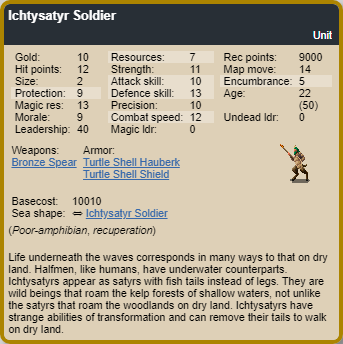 Ichtysatyr Soldier
Unit
Gold: 10 Resources: 7 Rec points: 9000
Hit points: 12 Strength: 11 Map move: 14
Size: 2 Attack skill: 10 Encumbrance: 5
Protection: 9 Defence skill: 13 Age: 22
Magic res: 13 Precision: 10 (50)
Morale: 9 Combat speed: 12 Undead ldr: 0
Leadership: 40 Magic ldr: 0
Weapons: Armor:
Bronze Spear Turtle Shell Hauberk
Turtle Shell Shield
Basecost: 10010
Sea shape: ⇔ Ichtysatyr Soldier
(Poor-amphibian, recuperation)
Life underneath the waves corresponds in many ways to that on dry
land. Halfmen, like humans, have underwater counterparts.
Ichtysatyrs appear as satyrs with fish tails instead of legs. They are
wild beings that roam the kelp forests of shallow waters, not unlike
the satyrs that roam the woodlands on dry land. Ichtysatyrs have
strange abilities of transformation and can remove their tails to walk
on dry land.